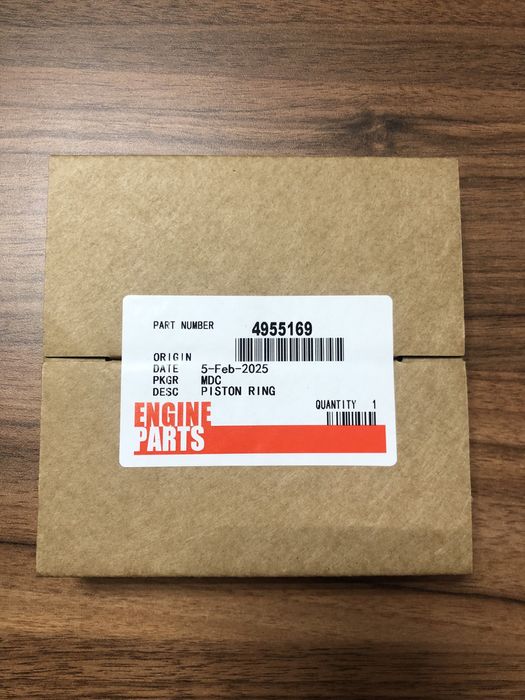 PART NUMBER 4955169
ORIGIN
DATE 5-Feb-2025
PKGR MDC
DESC PISTON RING
QUANTITY 1
ENGINE
PARTS